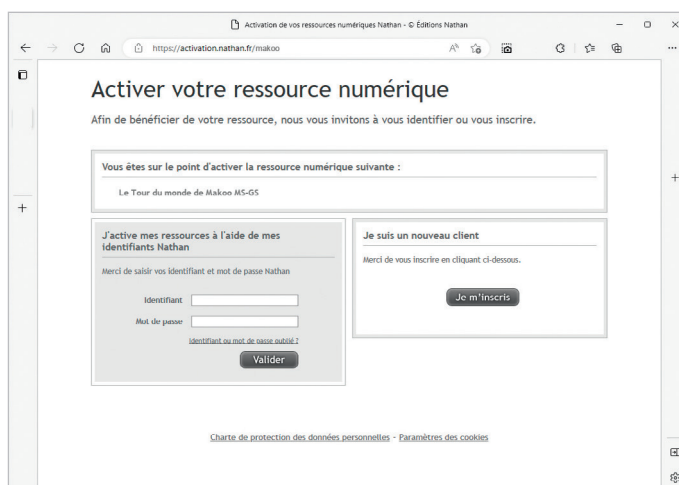 Activation de vos ressources numériques Nathan - © Éditions Nathan
https://activation.nathan.fr/makoo
Activer votre ressource numérique
Afin de bénéficier de votre ressource, nous vous invitons à vous identifier ou vous inscrire.
Vous êtes sur le point d'activer la ressource numérique suivante :
Le Tour du monde de Makoo MS-GS
J'active mes ressources à l'aide de mes
identifiants Nathan
Merci de saisir vos identifiant et mot de passe Nathan
Identifiant
Mot de passe
Identifiant ou mot de passe oublié ?
Valider
Je suis un nouveau client
Merci de vous inscrire en cliquant ci-dessous.
Je m'inscris
Charte de protection des données personnelles - Paramètres des cookies